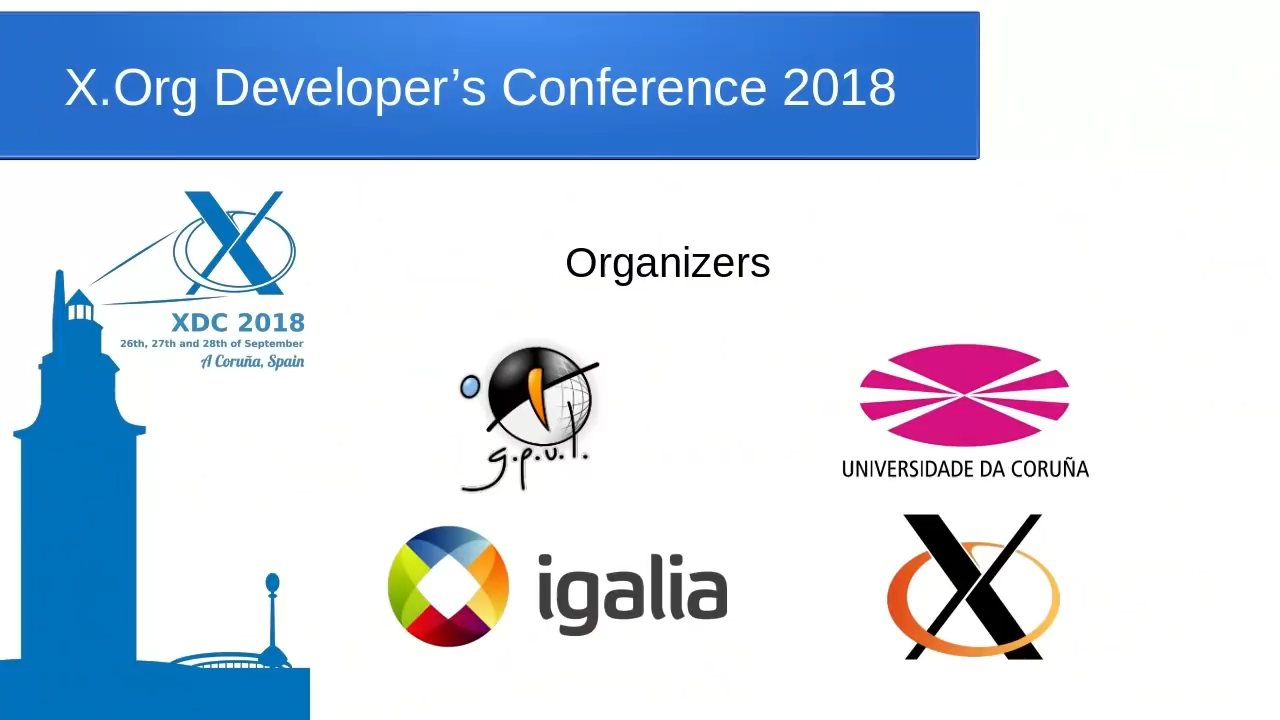 X.Org Developer’s Conference 2018
XDC 2018
26th, 27th and 28th of September
A Coruña, Spain
Organizers
g.p.u.l.
UNIVERSIDADE DA CORUÑA
igalia